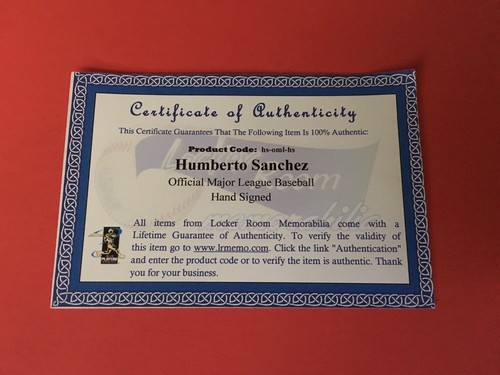 Certificate of Authenticity
This Certificate Guarantees That The Following Item Is 100% Authentic:
Product Code: hs-oml-hs
Humberto Sanchez
Official Major League Baseball
Hand Signed
All items from Locker Room Memorabilia come with a
Lifetime Guarantee of Authenticity. To verify the validity of
this item go to www.lrmemo.com. Click the link "Authentication"
and enter the product code or to verify the item is authentic. Thank
you for your business.